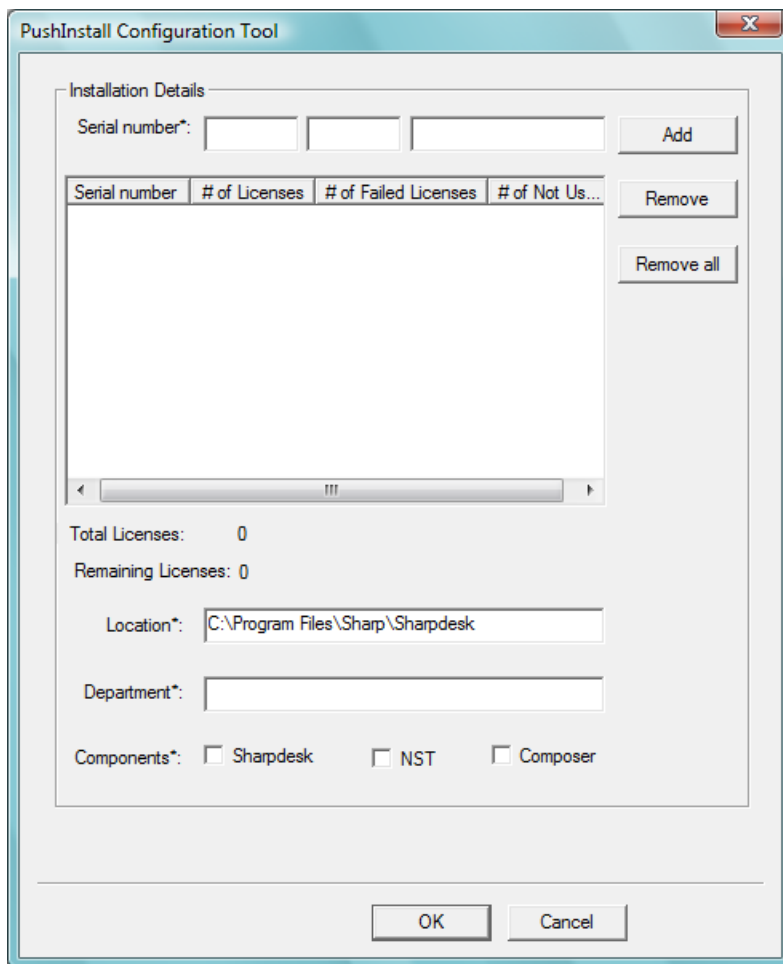 PushInstall Configuration Tool
Installation Details
Serial number*:
Add
Serial number # of Licenses # of Failed Licenses # of Not Us...
Remove
Remove all
Total Licenses: 0
Remaining Licenses: 0
Location*: C:\Program Files\Sharp\Sharpdesk
Department*:
Components*: Sharpdesk NST Composer
OK Cancel